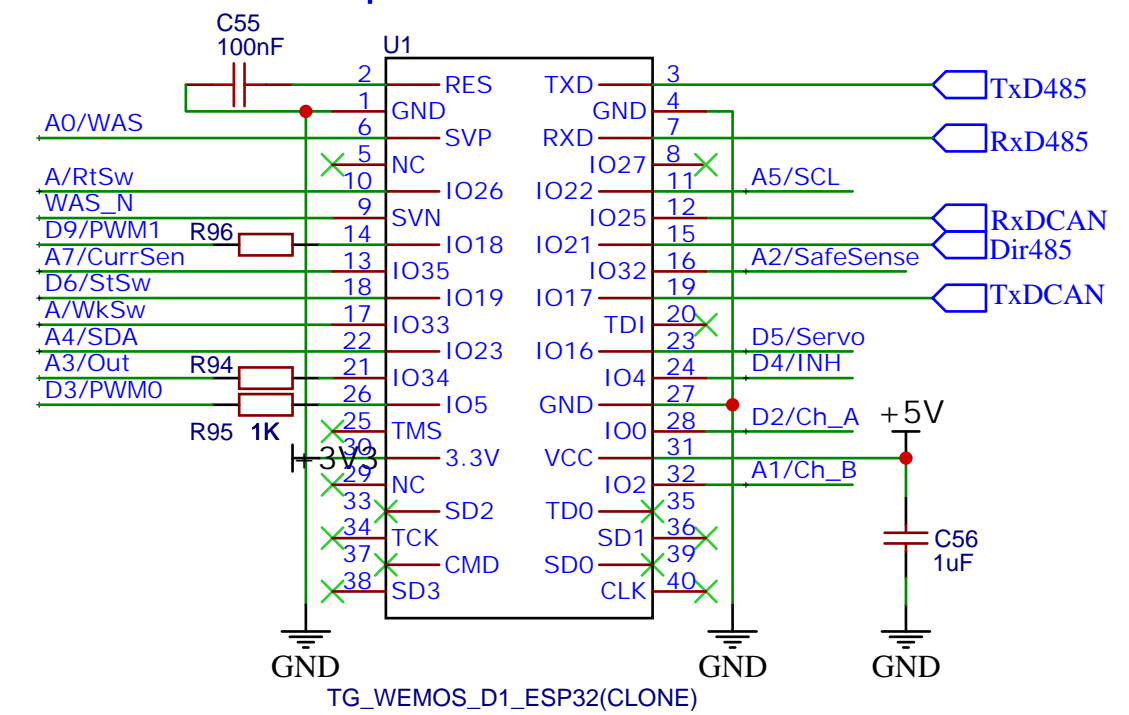 C55
100nF
U1
2 RES TXD 3 TxD485
1 GND GND 4
A0/WAS 6 SVP RXD 7 RxD485
5 NC IO27 8
A/RtSw 10 IO26 IO22 11 A5/SCL
WAS_N 9 SVN IO25 12 RxDCAN
D9/PWM1 R96 14 IO18 IO21 15 Dir485
A7/CurrSen 13 IO35 IO32 16 A2/SafeSense
D6/StSw 18 IO19 IO17 19 TxDCAN
A/WkSw 17 IO33 TDI 20
A4/SDA 22 IO23 IO16 23 D5/Servo
A3/Out R94 21 IO34 IO4 24 D4/INH
D3/PWM0 26 IO5 GND 27
R95 1K 25 TMS IO0 28 D2/Ch_A +5V
+3V3 30 3.3V VCC 31
29 NC IO2 32 A1/Ch_B
33 SD2 TD0 35
34 TCK SD1 36 C56
37 CMD SD0 39 1uF
38 SD3 CLK 40
GND GND GND
TG_WEMOS_D1_ESP32(CLONE)